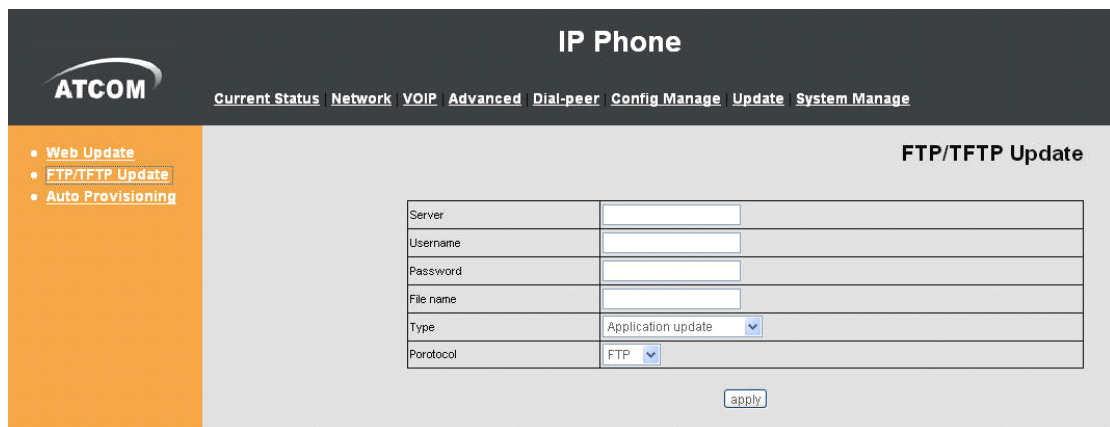 IP Phone
ATCOM
Current Status | Network | VOIP | Advanced | Dial-peer | Config Manage | Update | System Manage
Web Update
FTP/TFTP Update
Auto Provisioning
FTP/TFTP Update
Server
Username
Password
File name
Type Application update
Porotocol FTP
apply